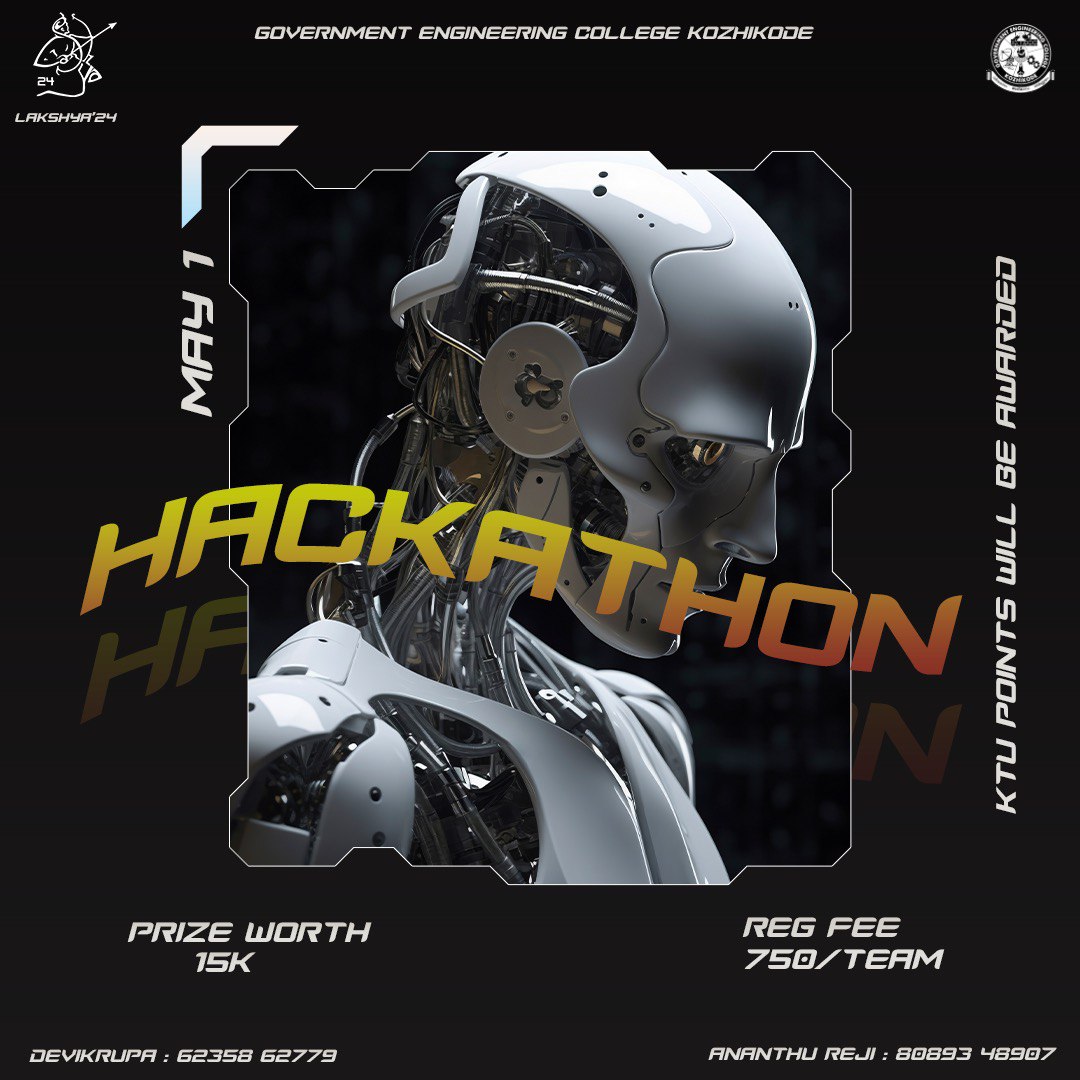 GOVERNMENT ENGINEERING COLLEGE KOZHIKODE
24
LAKSHYA'24
MAY 1
HACKATHON
KTU POINTS WILL BE AWARDED
PRIZE WORTH
15K
REG FEE
750/TEAM
DEVIKRUPA : 62358 62779
ANANTHU REJI : 80893 48907